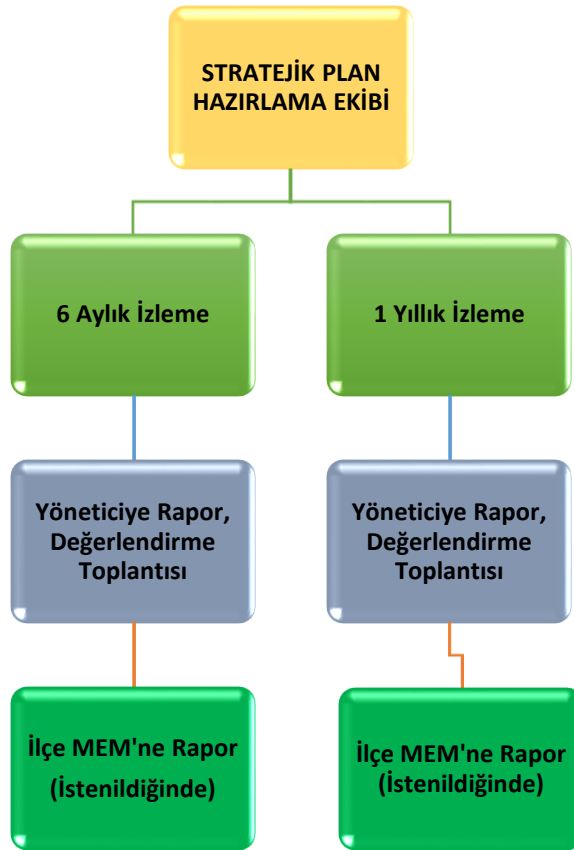 STRATEJİK PLAN
HAZIRLAMA EKİBİ
6 Aylık İzleme
1 Yıllık İzleme
Yöneticiye Rapor,
Değerlendirme
Toplantısı
Yöneticiye Rapor,
Değerlendirme
Toplantısı
İlçe MEM'ne Rapor
(İstenildiğinde)
İlçe MEM'ne Rapor
(İstenildiğinde)